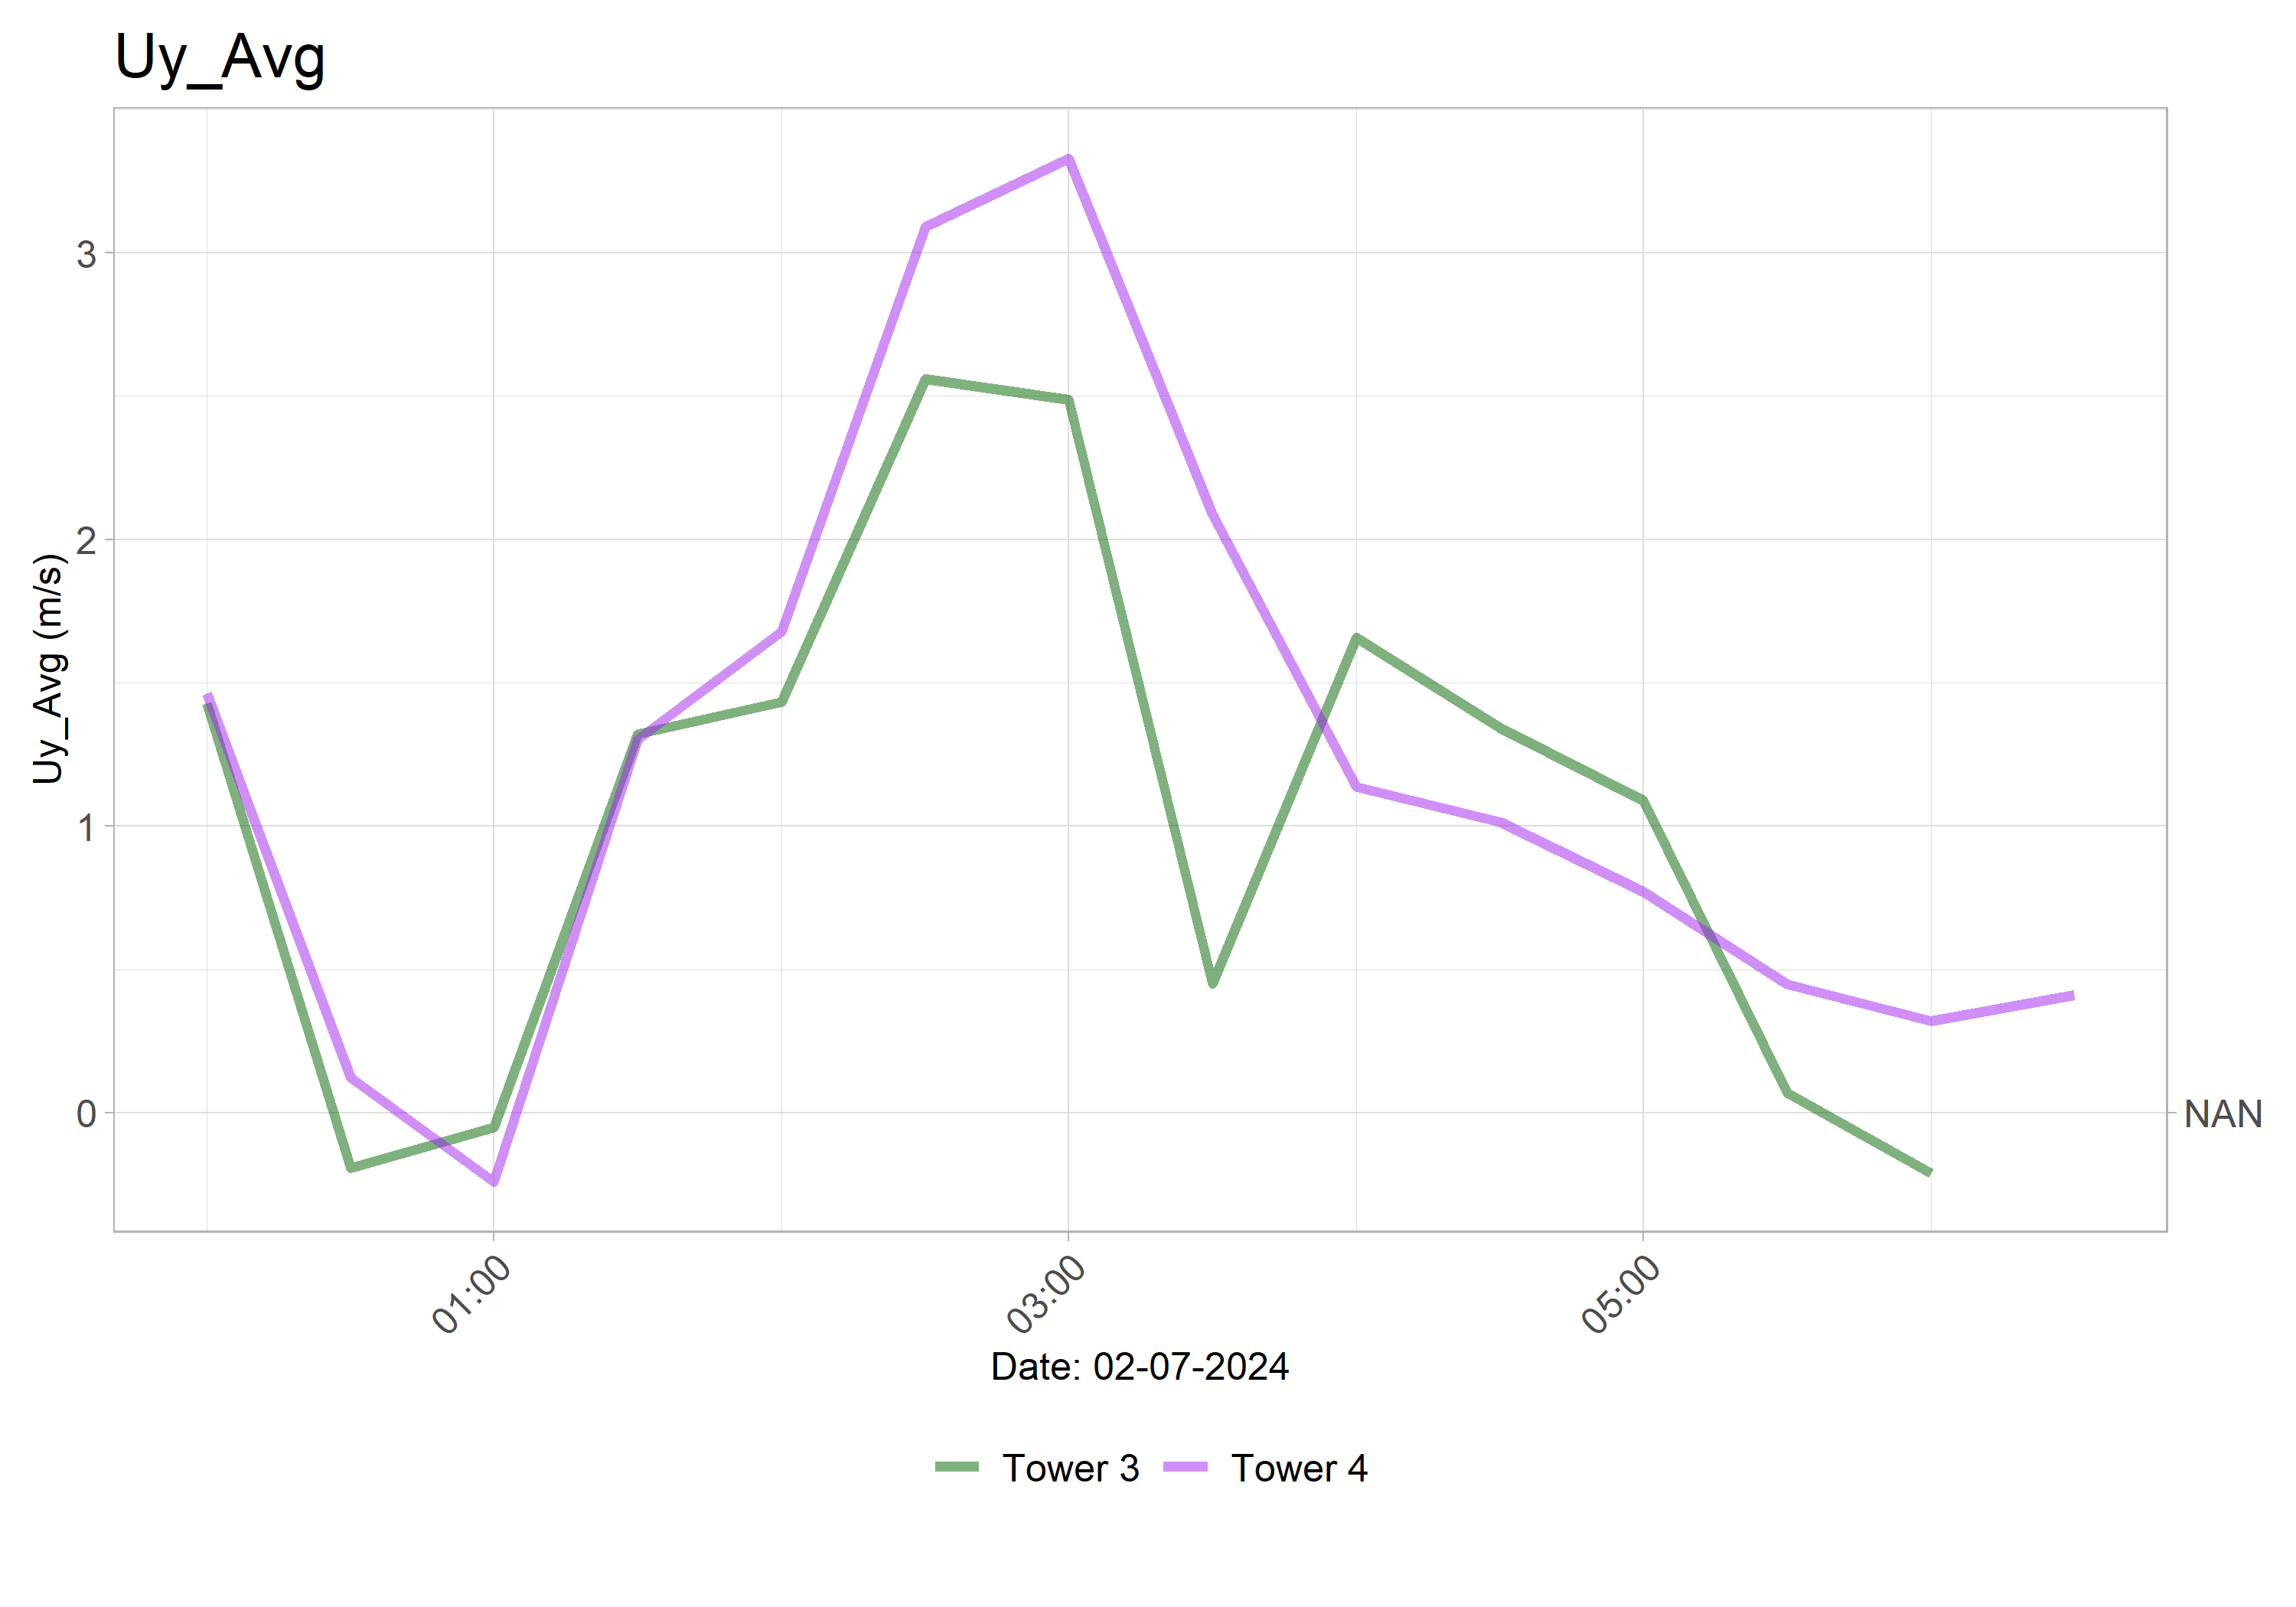 Uy_Avg
Uy_Avg (m/s)
3
2
1
0
NAN
01:00
03:00
05:00
Date: 02-07-2024
Tower 3
Tower 4